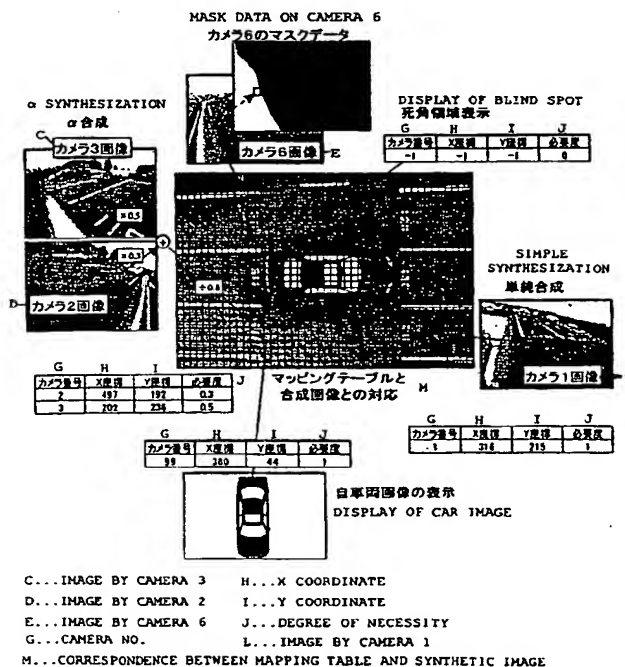 MASK DATA ON CAMERA 6
カメラ6のマスクデータ
α SYNTHESIZATION
α合成
C
カメラ3画像
×0.5
×0.3
D
カメラ2画像
カメラ6画像
E
DISPLAY OF BLIND SPOT
死角領域表示
G H I J
カメラ番号 X座標 Y座標 必要度
-1 -1 -1 0
÷0.8
SIMPLE
SYNTHESIZATION
単純合成
カメラ1画像
G H I J
カメラ番号 X座標 Y座標 必要度
2 497 192 0.3
3 202 236 0.5
マッピングテーブルと
合成画像との対応
M
G H I J
カメラ番号 X座標 Y座標 必要度
1 316 215 1
G H I J
カメラ番号 X座標 Y座標 必要度
99 380 44 1
自車両画像の表示
DISPLAY OF CAR IMAGE
C...IMAGE BY CAMERA 3 H...X COORDINATE
D...IMAGE BY CAMERA 2 I...Y COORDINATE
E...IMAGE BY CAMERA 6 J...DEGREE OF NECESSITY
G...CAMERA NO. L...IMAGE BY CAMERA 1
M...CORRESPONDENCE BETWEEN MAPPING TABLE AND SYNTHETIC IMAGE